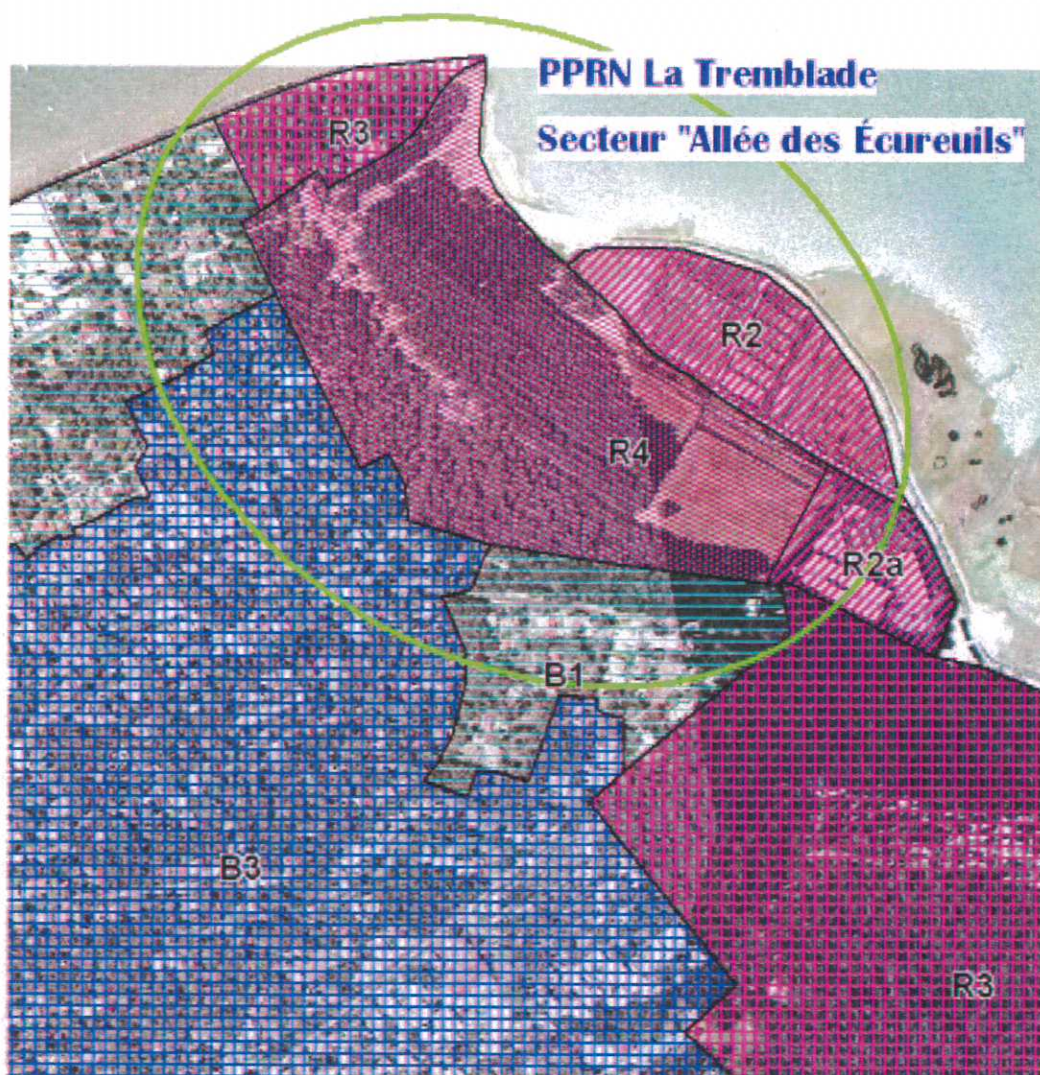 PPRN La Tremblade
Secteur "Allée des Écureuils"
R3
R2
R4
R2a
B1
B3
R3